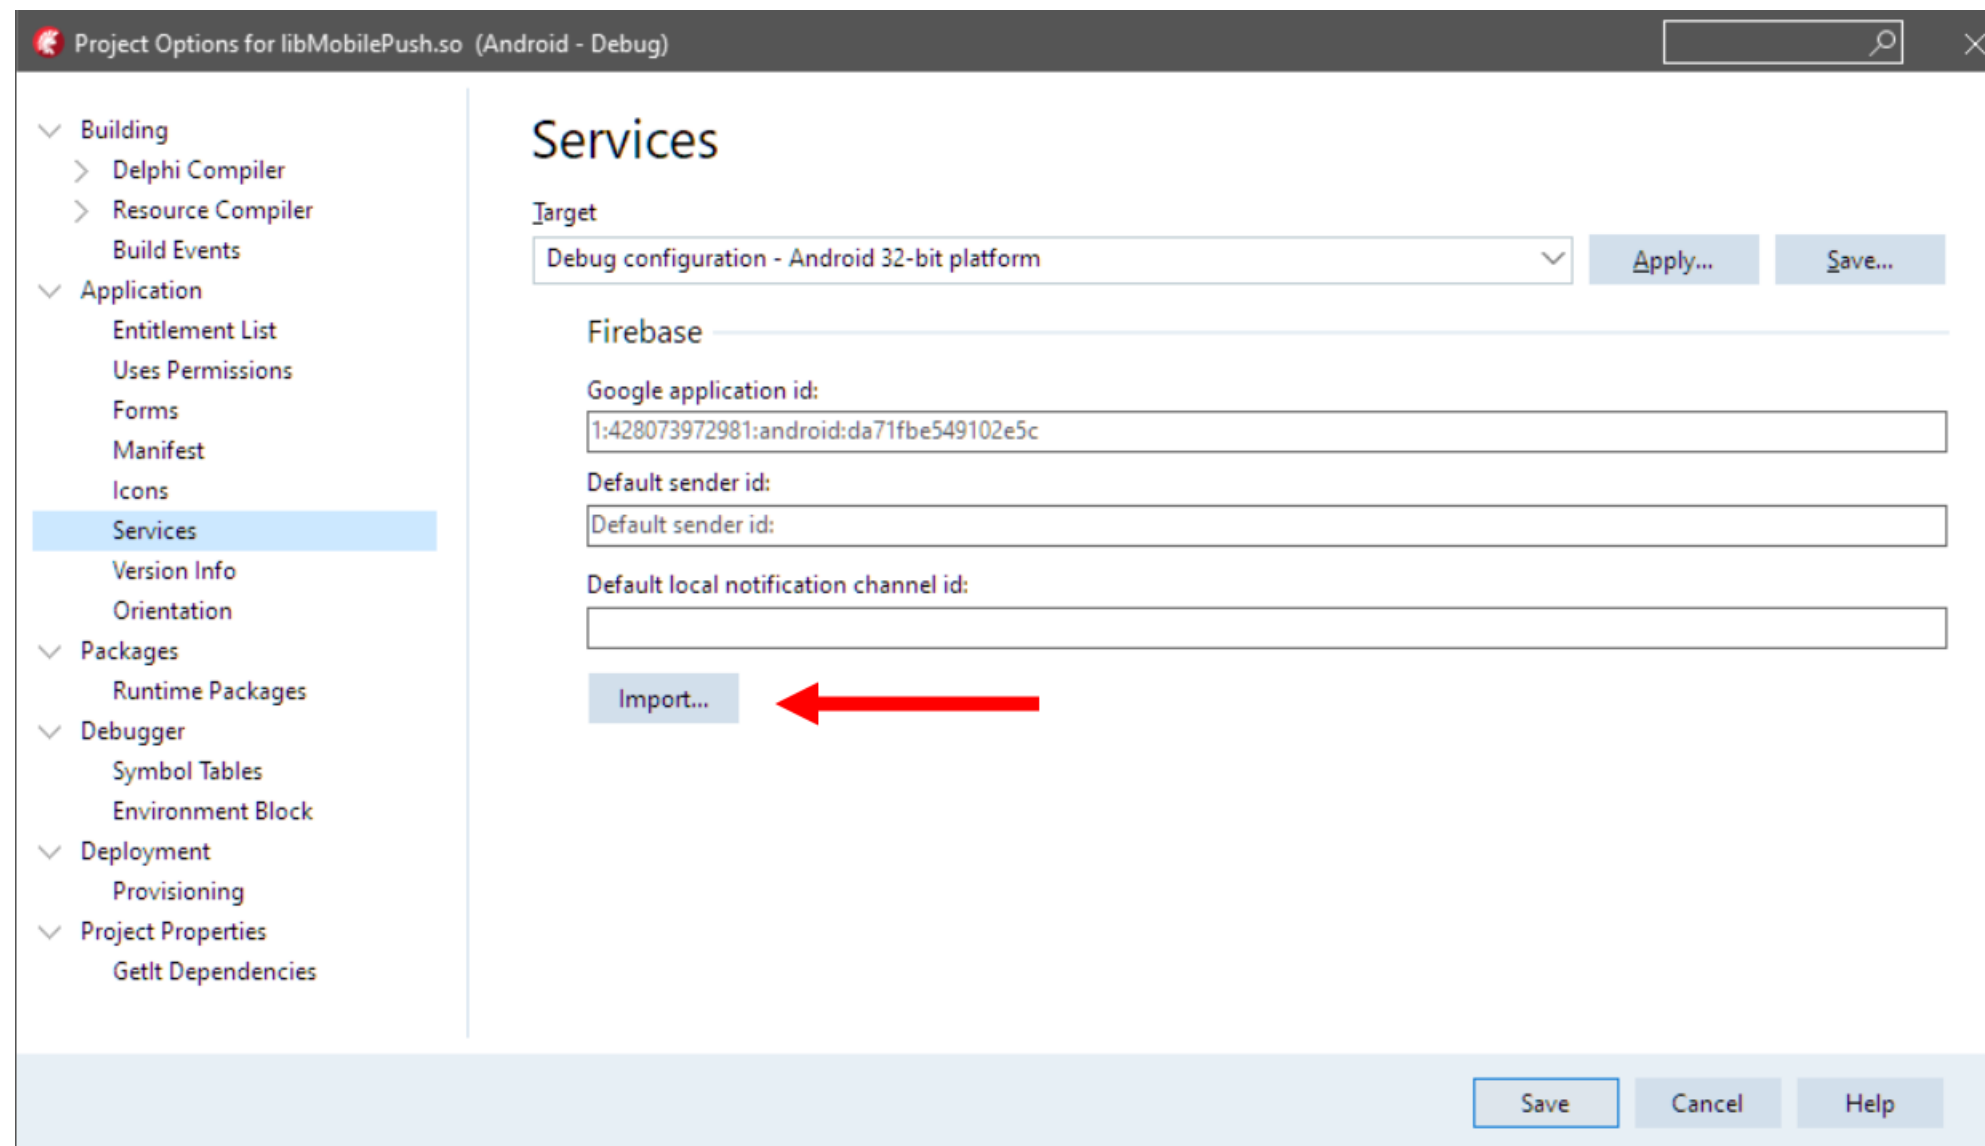 Project Options for libMobilePush.so (Android - Debug)
Building
Delphi Compiler
Resource Compiler
Build Events
Application
Entitlement List
Uses Permissions
Forms
Manifest
Icons
Services
Version Info
Orientation
Packages
Runtime Packages
Debugger
Symbol Tables
Environment Block
Deployment
Provisioning
Project Properties
GetIt Dependencies
Services
Target
Debug configuration - Android 32-bit platform
Apply...
Save...
Firebase
Google application id:
1:428073972981:android:da71fbe549102e5c
Default sender id:
Default sender id:
Default local notification channel id:
Import...
Save
Cancel
Help